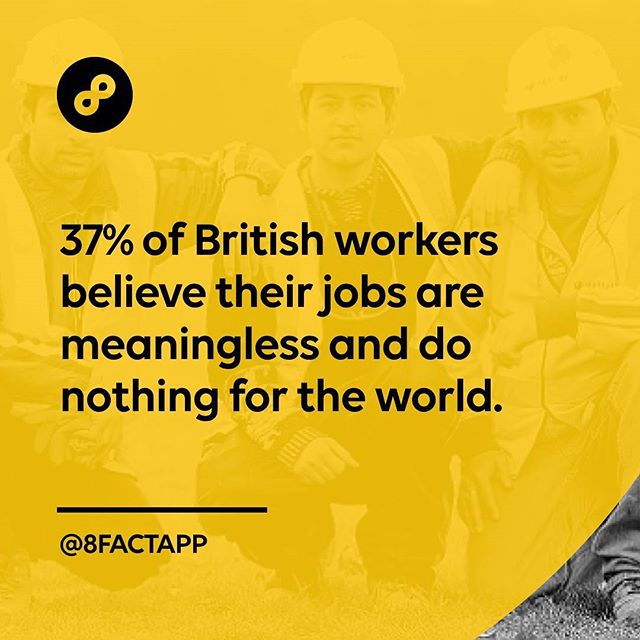 37% of British workers
believe their jobs are
meaningless and do
nothing for the world.
@8FACTAPP